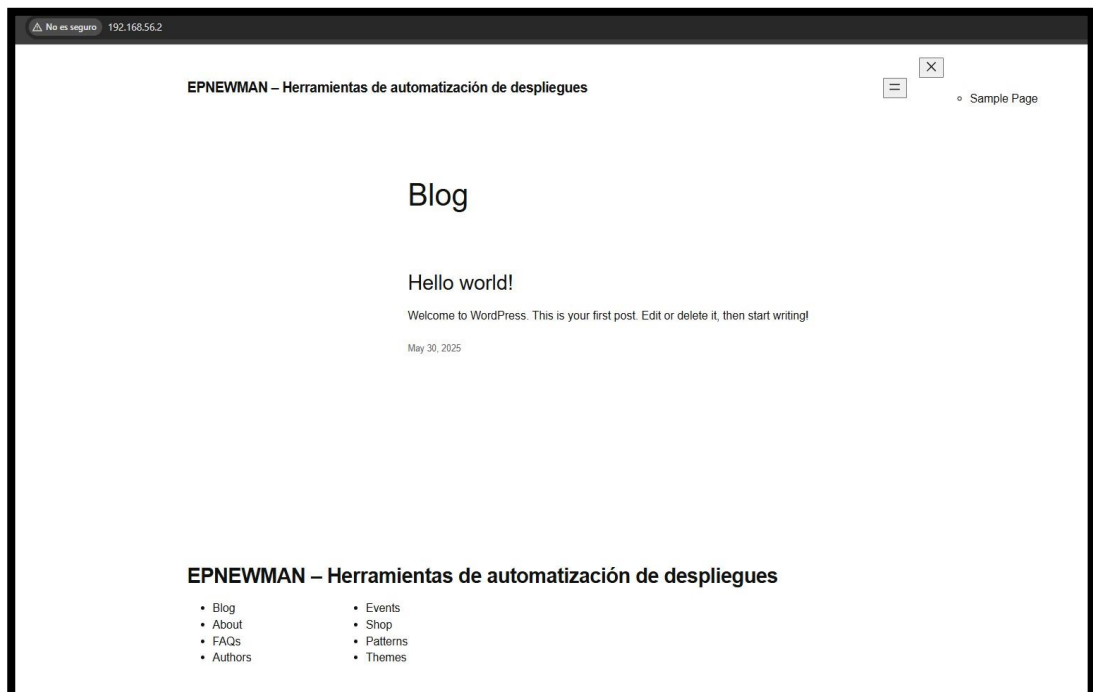 No es seguro 192.168.56.2
EPNEWMAN – Herramientas de automatización de despliegues
Sample Page
Blog
Hello world!
Welcome to WordPress. This is your first post. Edit or delete it, then start writing!
May 30, 2025
EPNEWMAN – Herramientas de automatización de despliegues
Blog
About
FAQs
Authors
Events
Shop
Patterns
Themes